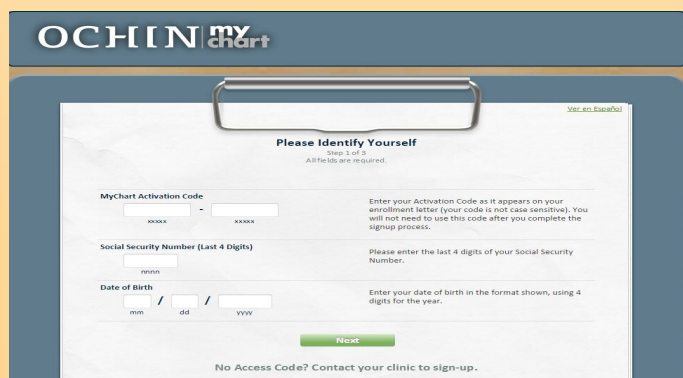 OCHIN my chart
Ver en Español
Please Identify Yourself
Step 1 of 3
All fields are required.
MyChart Activation Code
-
xxxxx xxxxx
Enter your Activation Code as it appears on your
enrollment letter (your code is not case sensitive). You
will not need to use this code after you complete the
signup process.
Social Security Number (Last 4 Digits)
nnnn
Please enter the last 4 digits of your Social Security
Number.
Date of Birth
/ /
mm dd yyyy
Enter your date of birth in the format shown, using 4
digits for the year.
Next
No Access Code? Contact your clinic to sign-up.